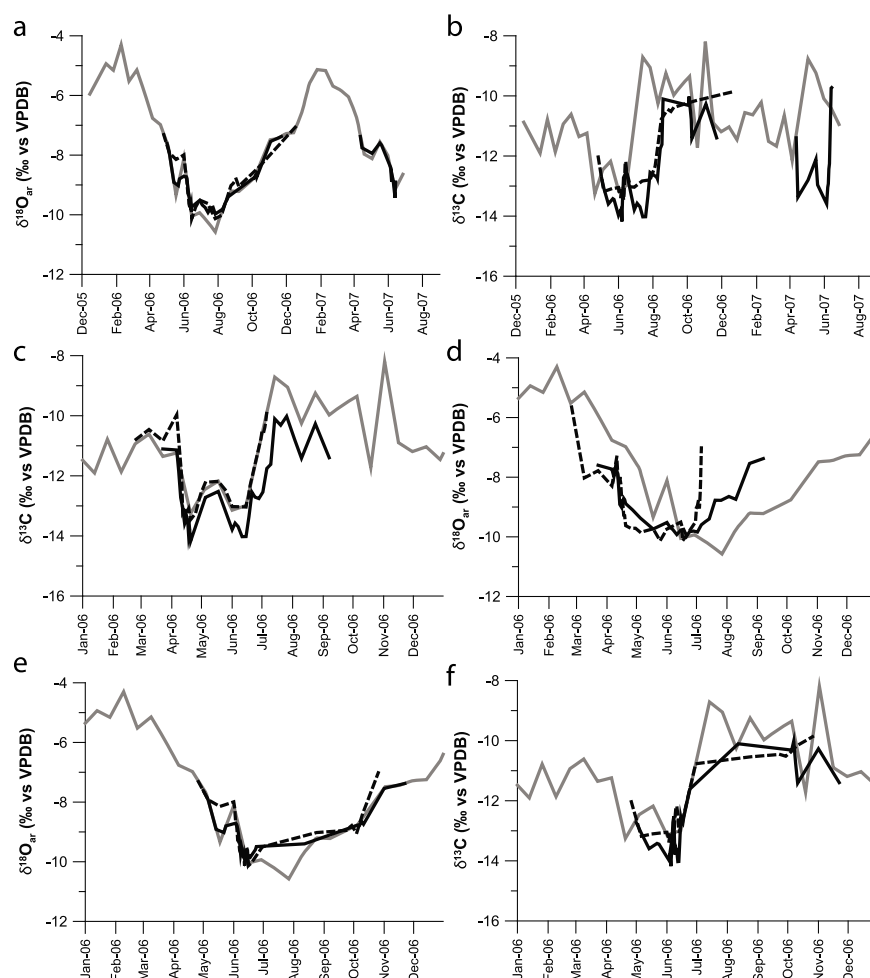 a
b
-4
-6
-8
-10
-12
δ18Oar (‰ vs VPDB)
Dec-05
Feb-06
Apr-06
Jun-06
Aug-06
Oct-06
Dec-06
Feb-07
Apr-07
Jun-07
Aug-07
-8
-10
-12
-14
-16
δ13C (‰ vs VPDB)
Dec-05
Feb-06
Apr-06
Jun-06
Aug-06
Oct-06
Dec-06
Feb-07
Apr-07
Jun-07
Aug-07
c
d
-8
-10
-12
-14
-16
δ13C (‰ vs VPDB)
Jan-06
Feb-06
Mar-06
Apr-06
May-06
Jun-06
Jul-06
Aug-06
Sep-06
Oct-06
Nov-06
Dec-06
-4
-6
-8
-10
-12
δ18Oar (‰ vs VPDB)
Jan-06
Feb-06
Mar-06
Apr-06
May-06
Jun-06
Jul-06
Aug-06
Sep-06
Oct-06
Nov-06
Dec-06
e
f
-4
-6
-8
-10
-12
δ18Oar (‰ vs VPDB)
Jan-06
Feb-06
Mar-06
Apr-06
May-06
Jun-06
Jul-06
Aug-06
Sep-06
Oct-06
Nov-06
Dec-06
-8
-10
-12
-14
-16
δ13C (‰ vs VPDB)
Jan-06
Feb-06
Mar-06
Apr-06
May-06
Jun-06
Jul-06
Aug-06
Sep-06
Oct-06
Nov-06
Dec-06